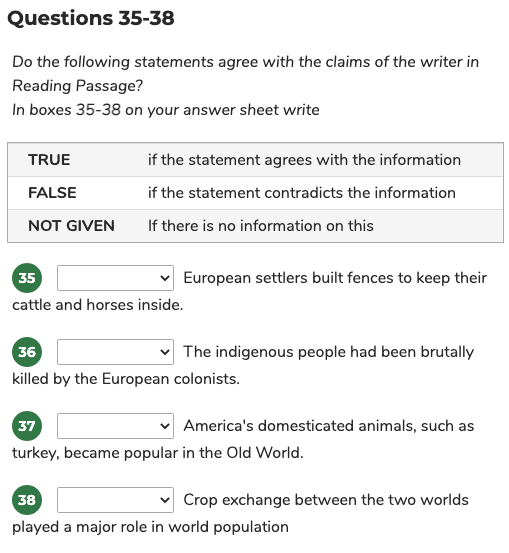 Questions 35-38
Do the following statements agree with the claims of the writer in
Reading Passage?
In boxes 35-38 on your answer sheet write
TRUE if the statement agrees with the information
FALSE if the statement contradicts the information
NOT GIVEN If there is no information on this
35 European settlers built fences to keep their
cattle and horses inside.
36 The indigenous people had been brutally
killed by the European colonists.
37 America's domesticated animals, such as
turkey, became popular in the Old World.
38 Crop exchange between the two worlds
played a major role in world population